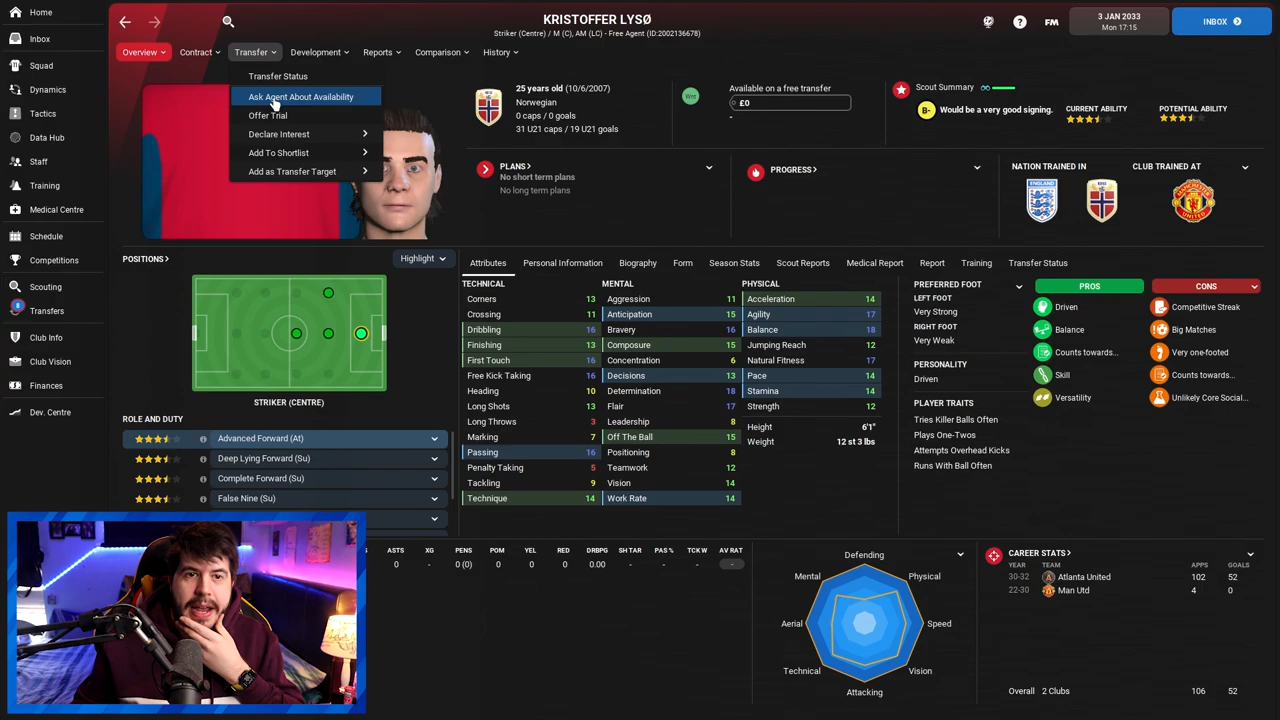 Home
Inbox
Squad
Dynamics
Tactics
Data Hub
Staff
Training
Medical Centre
Schedule
Competitions
Scouting
Transfers
Club Info
Club Vision
Finances
Dev. Centre
KRISTOFFER LYSØ
Striker (Centre) / M (C), AM (LC) - Free Agent (ID:2002136678)
FM
3 JAN 2033
Mon 17:15
INBOX
Overview
Contract
Transfer
Development
Reports
Comparison
History
Transfer Status
Ask Agent About Availability
Offer Trial
Declare Interest
Add To Shortlist
Add as Transfer Target
25 years old (10/6/2007)
Norwegian
0 caps / 0 goals
31 U21 caps / 19 U21 goals
Wnt
Available on a free transfer
£0
-
Scout Summary
B-
Would be a very good signing.
CURRENT ABILITY
POTENTIAL ABILITY
PLANS
No short term plans
No long term plans
PROGRESS
NATION TRAINED IN
CLUB TRAINED AT
POSITIONS
Highlight
STRIKER (CENTRE)
ROLE AND DUTY
Advanced Forward (At)
Deep Lying Forward (Su)
Complete Forward (Su)
False Nine (Su)
Attributes
Personal Information
Biography
Form
Season Stats
Scout Reports
Medical Report
Report
Training
Transfer Status
TECHNICAL
Corners 13
Crossing 11
Dribbling 16
Finishing 13
First Touch 16
Free Kick Taking 16
Heading 10
Long Shots 13
Long Throws 3
Marking 7
Passing 16
Penalty Taking 5
Tackling 9
Technique 14
MENTAL
Aggression 11
Anticipation 15
Bravery 16
Composure 15
Concentration 6
Decisions 13
Determination 18
Flair 17
Leadership 8
Off The Ball 15
Positioning 8
Teamwork 12
Vision 14
Work Rate 14
PHYSICAL
Acceleration 14
Agility 17
Balance 18
Jumping Reach 12
Natural Fitness 17
Pace 14
Stamina 14
Strength 12
Height 6'1"
Weight 12 st 3 lbs
PREFERRED FOOT
LEFT FOOT
Very Strong
RIGHT FOOT
Very Weak
PERSONALITY
Driven
PLAYER TRAITS
Tries Killer Balls Often
Plays One-Twos
Attempts Overhead Kicks
Runs With Ball Often
PROS
Driven
Balance
Counts towards...
Skill
Versatility
CONS
Competitive Streak
Big Matches
Very one-footed
Counts towards...
Unlikely Core Social...
ASTS XG PENS POM YEL RED DRBPG SH TAR PAS % TCK W AV RAT
0 - 0 (0) 0 0 0 0.00 - - - -
Defending
Physical
Speed
Vision
Attacking
Technical
Aerial
Mental
CAREER STATS
YEAR TEAM APPS GOALS
30-32 Atlanta United 102 52
22-30 Man Utd 4 0
Overall 2 Clubs 106 52